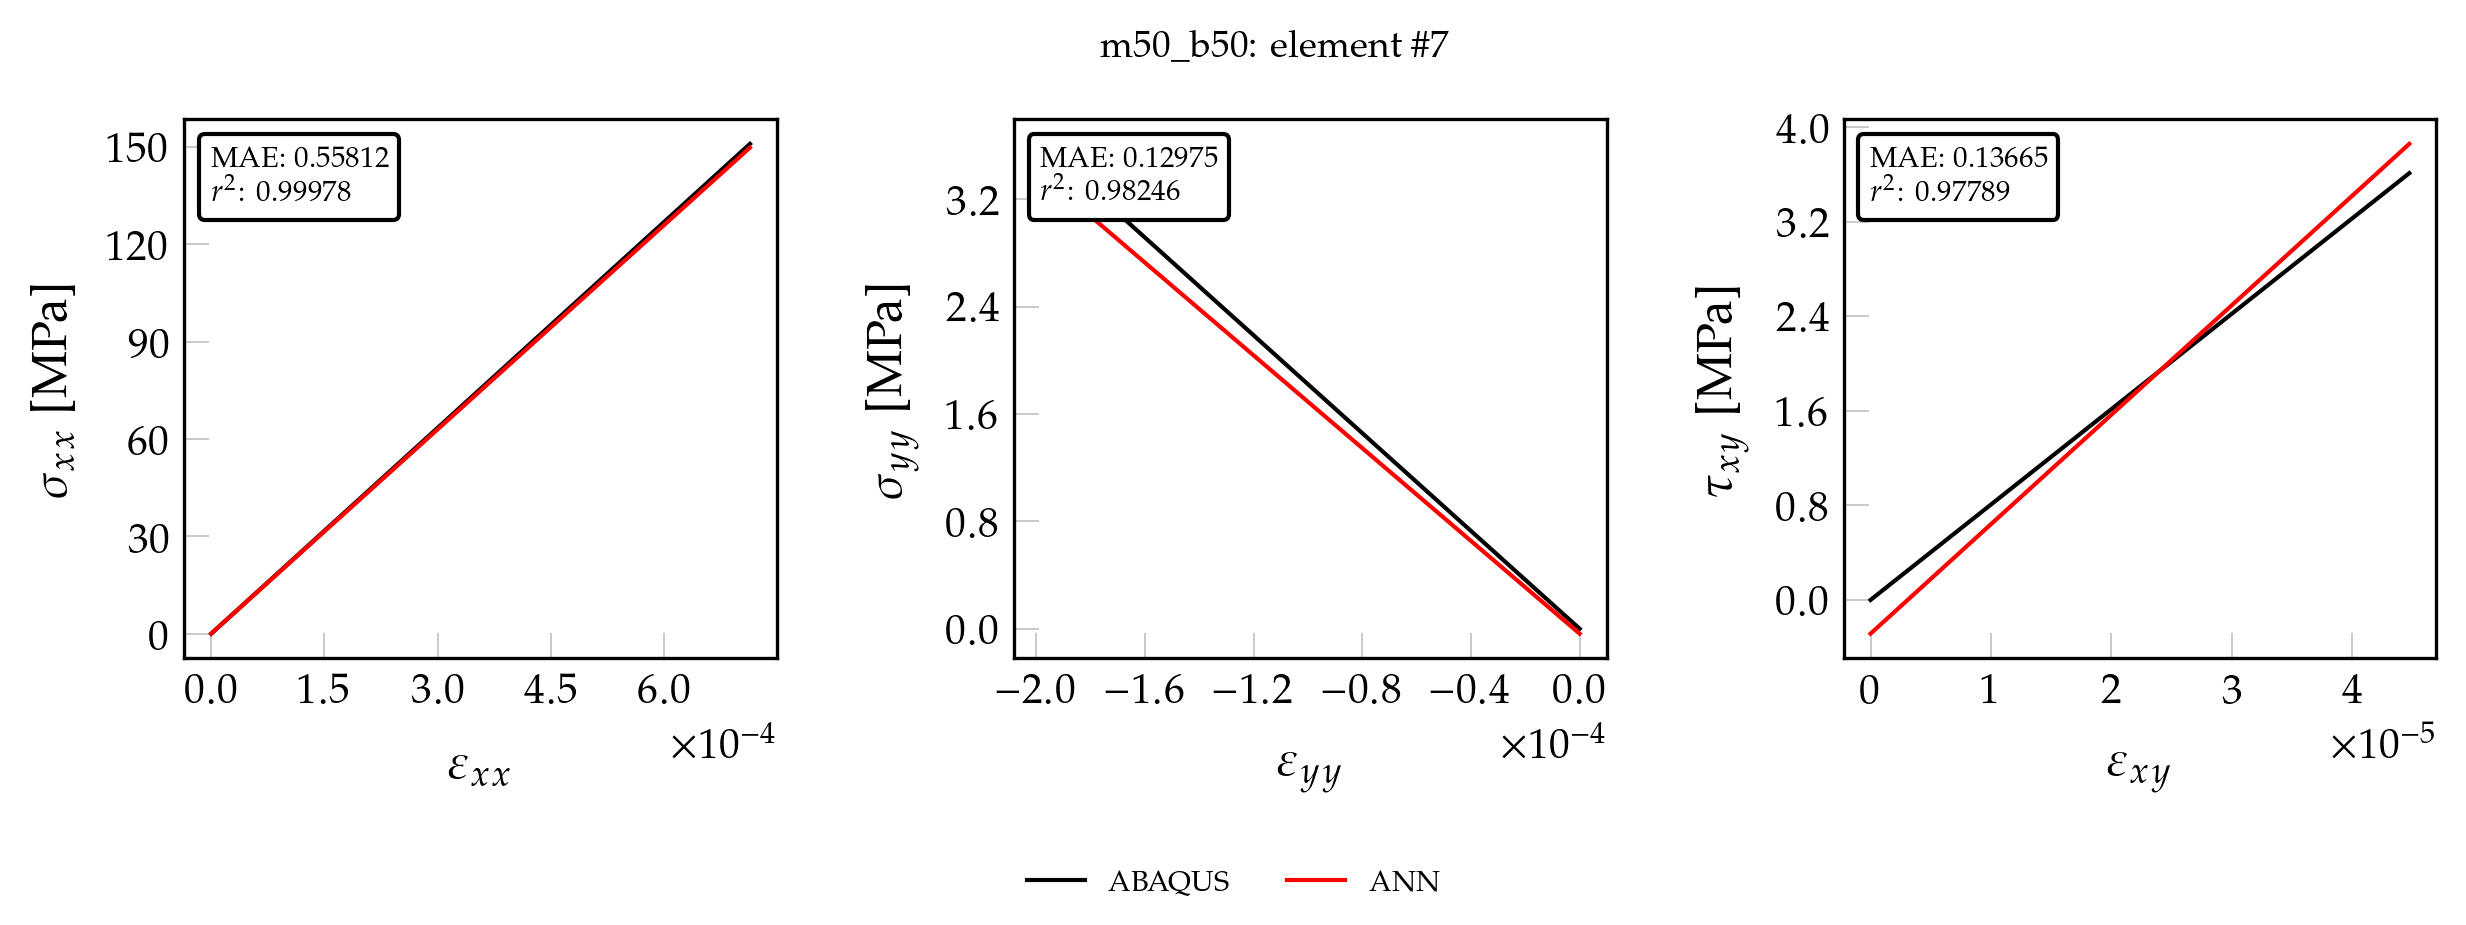 m50_b50: element #7
MAE: 0.55812
r²: 0.99978
150
120
90
60
30
0
σxx [MPa]
0.0 1.5 3.0 4.5 6.0
×10⁻⁴
εxx
MAE: 0.12975
r²: 0.98246
3.2
2.4
1.6
0.8
0.0
σyy [MPa]
−2.0 −1.6 −1.2 −0.8 −0.4 0.0
×10⁻⁴
εyy
MAE: 0.13665
r²: 0.97789
4.0
3.2
2.4
1.6
0.8
0.0
τxy [MPa]
0 1 2 3 4
×10⁻⁵
εxy
ABAQUS ANN